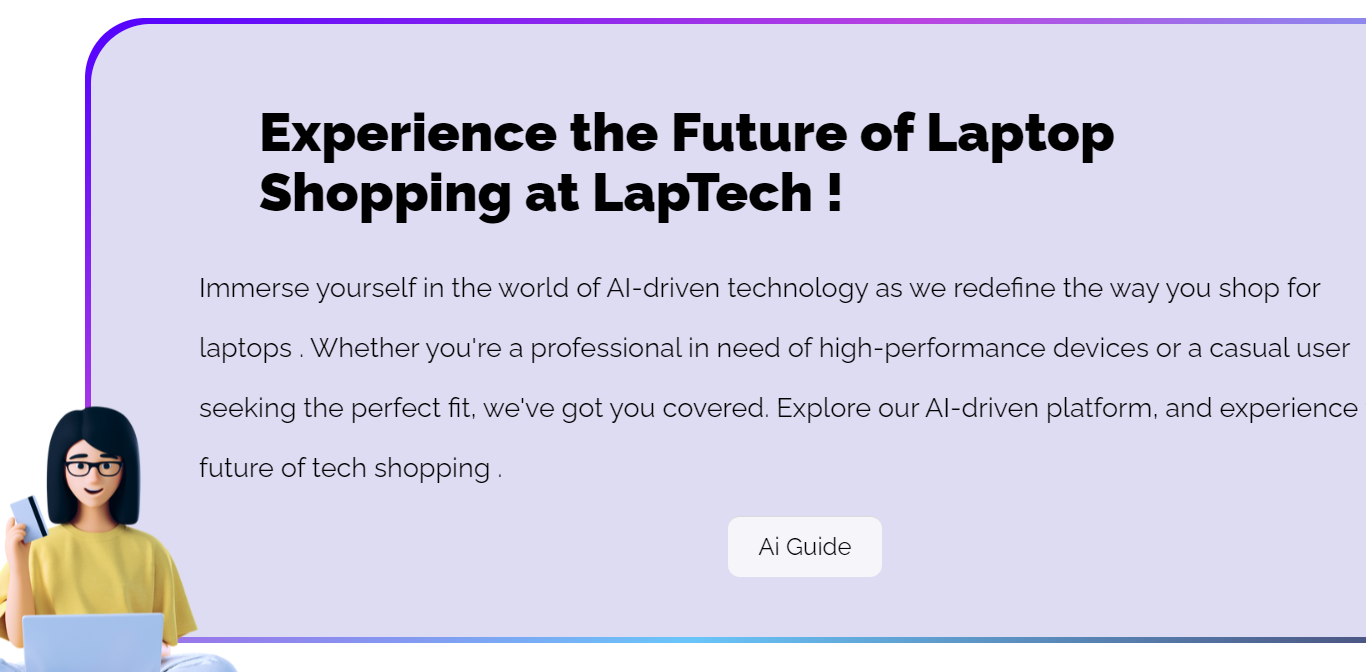 Experience the Future of Laptop
Shopping at LapTech !
Immerse yourself in the world of AI-driven technology as we redefine the way you shop for
laptops . Whether you're a professional in need of high-performance devices or a casual user
seeking the perfect fit, we've got you covered. Explore our AI-driven platform, and experience
future of tech shopping .
Ai Guide